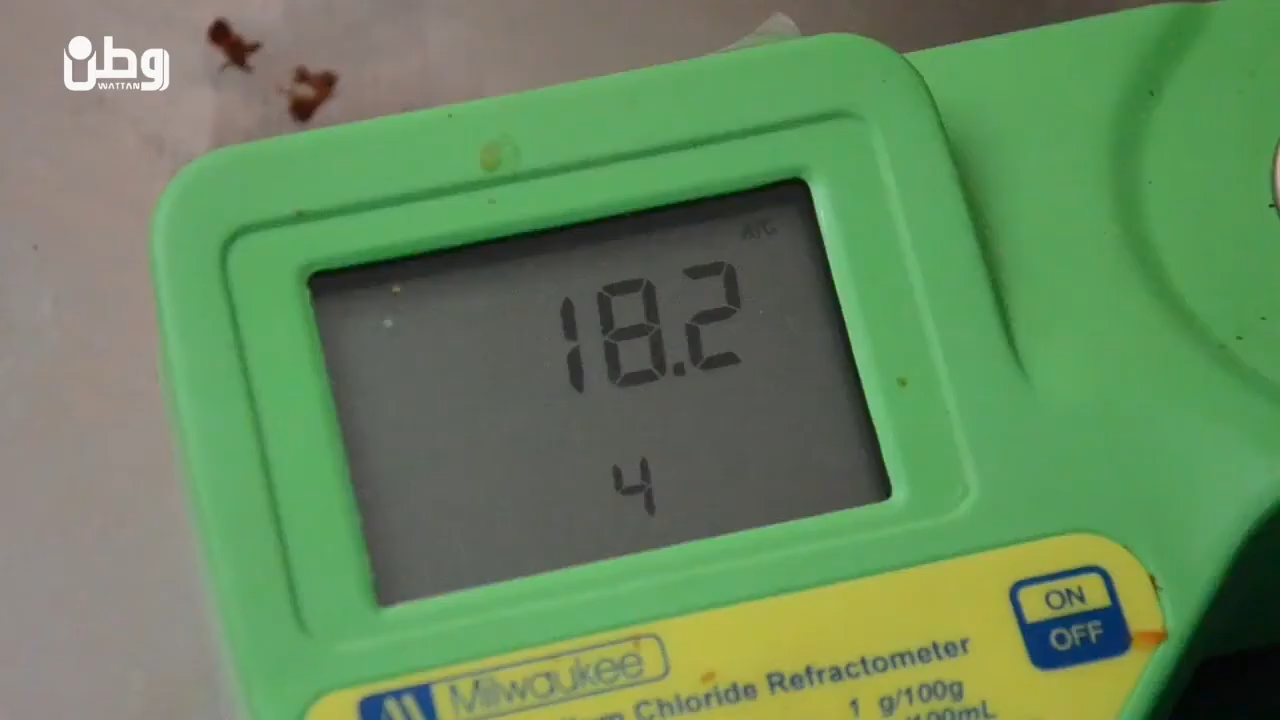 وطن
WATTAN
ATC
18.2
4
ON
OFF
Milwaukee
Chloride Refractometer
1 g/100g